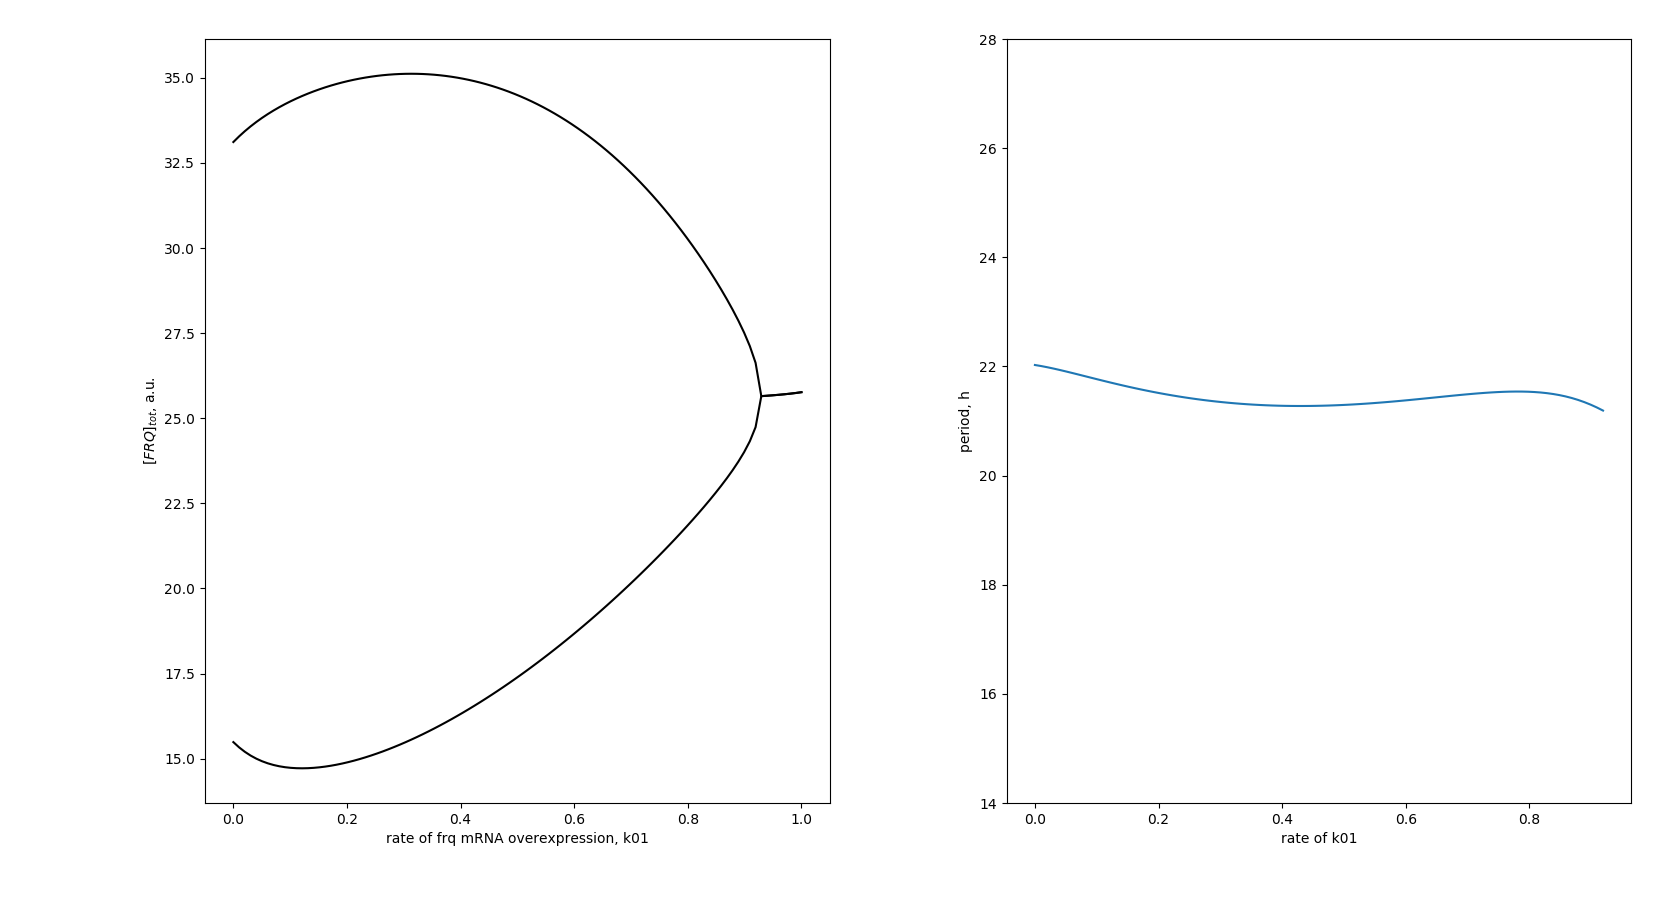 35.0
32.5
30.0
27.5
25.0
22.5
20.0
17.5
15.0
[FRQ]tot, a.u.
0.0 0.2 0.4 0.6 0.8 1.0
rate of frq mRNA overexpression, k01
28
26
24
22
20
18
16
14
period, h
0.0 0.2 0.4 0.6 0.8
rate of k01